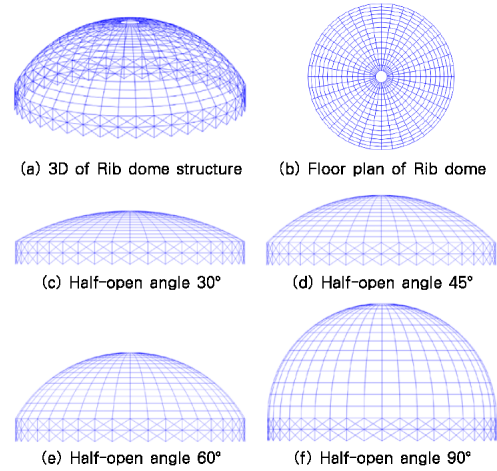 (a) 3D of Rib dome structure
(b) Floor plan of Rib dome
(c) Half-open angle 30°
(d) Half-open angle 45°
(e) Half-open angle 60°
(f) Half-open angle 90°